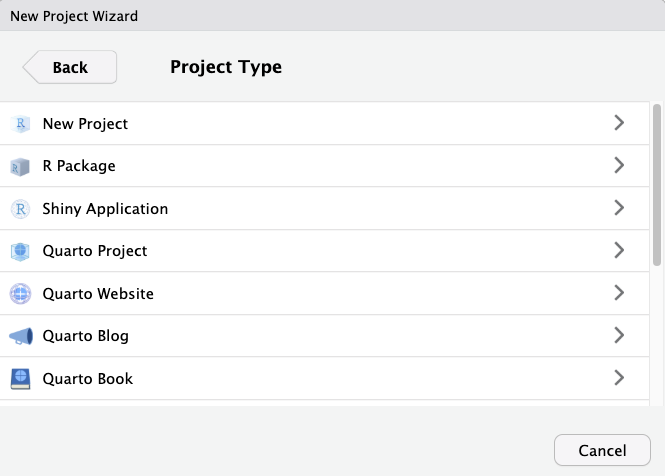 New Project Wizard
Back
Project Type
R New Project
R R Package
R Shiny Application
Quarto Project
Quarto Website
Quarto Blog
Quarto Book
Cancel